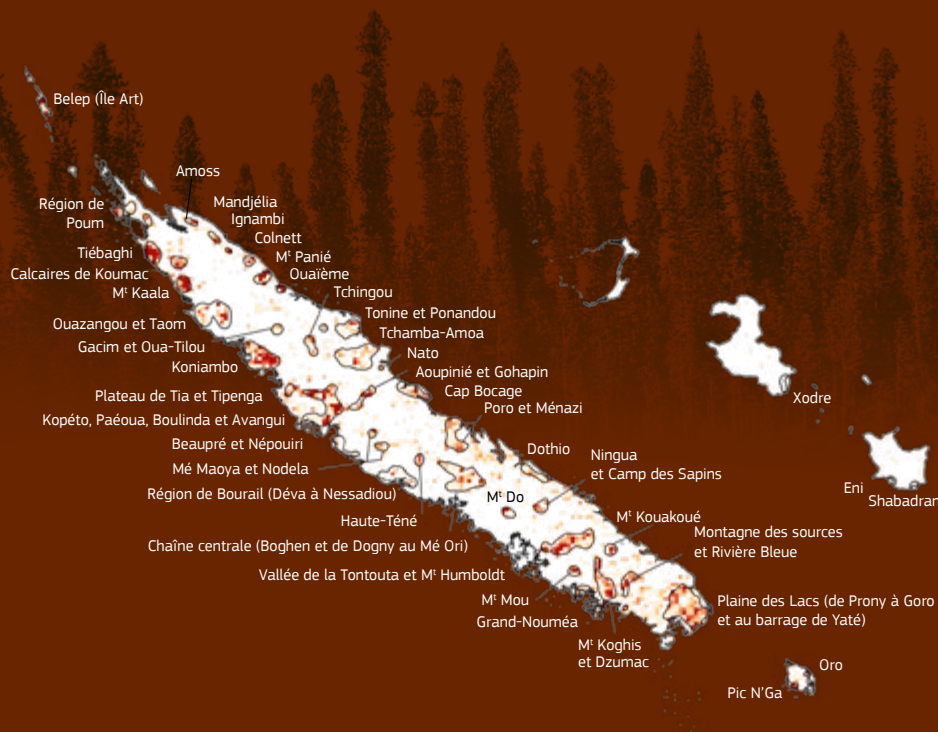 Belep (Île Art)
Amoss
Région de
Poum
Mandjélia
Ignambi
Colnett
Tiébaghi
Mᵗ Panié
Calcaires de Koumac
Ouaïème
Mᵗ Kaala
Tchingou
Tonine et Ponandou
Ouazangou et Taom
Tchamba-Amoa
Gacim et Oua-Tilou
Nato
Koniambo
Aoupinié et Gohapin
Cap Bocage
Plateau de Tia et Tipenga
Xodre
Poro et Ménazi
Kopéto, Paéoua, Boulinda et Avangui
Beaupré et Népouiri
Dothio
Ningua
et Camp des Sapins
Mé Maoya et Nodela
Eni
Région de Bourail (Déva à Nessadiou)
Mᵗ Do
Shabadran
Haute-Téné
Mᵗ Kouakoué
Montagne des sources
et Rivière Bleue
Chaîne centrale (Boghen et de Dogny au Mé Ori)
Vallée de la Tontouta et Mᵗ Humboldt
Mᵗ Mou
Plaine des Lacs (de Prony à Goro
et au barrage de Yaté)
Grand-Nouméa
Mᵗ Koghis
et Dzumac
Oro
Pic N'Ga